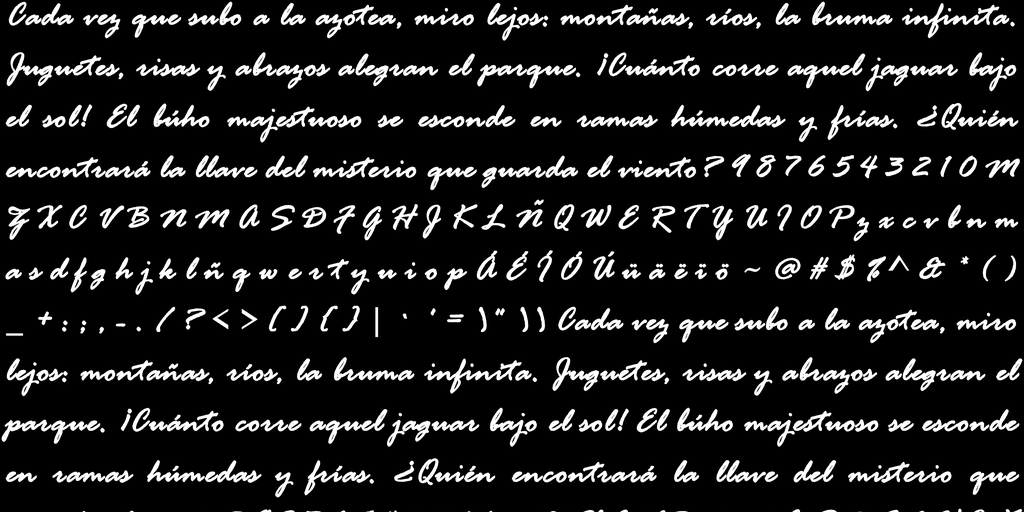 Cada vez que subo a la azotea, miro lejos: montañas, ríos, la bruma infinita.
Juguetes, risas y abrazos alegran el parque. ¡Cuánto corre aquel jaguar bajo
el sol! El búho majestuoso se esconde en ramas húmedas y frías. ¿Quién
encontrará la llave del misterio que guarda el viento? 9 8 7 6 5 4 3 2 1 0 M
Z X C V B N M A S D F G H J K L Ñ Q W E R T Y U I O P z x c v b n m
a s d f g h j k l ñ q w e r t y u i o p Á É Í Ó Ú ü ä ë ï ö ~ @ # $ % ^ & * ( )
_ + : ; , - . / ? < > [ ] { } | ` ' = \ " \ \ Cada vez que subo a la azotea, miro
lejos: montañas, ríos, la bruma infinita. Juguetes, risas y abrazos alegran el
parque. ¡Cuánto corre aquel jaguar bajo el sol! El búho majestuoso se esconde
en ramas húmedas y frías. ¿Quién encontrará la llave del misterio que